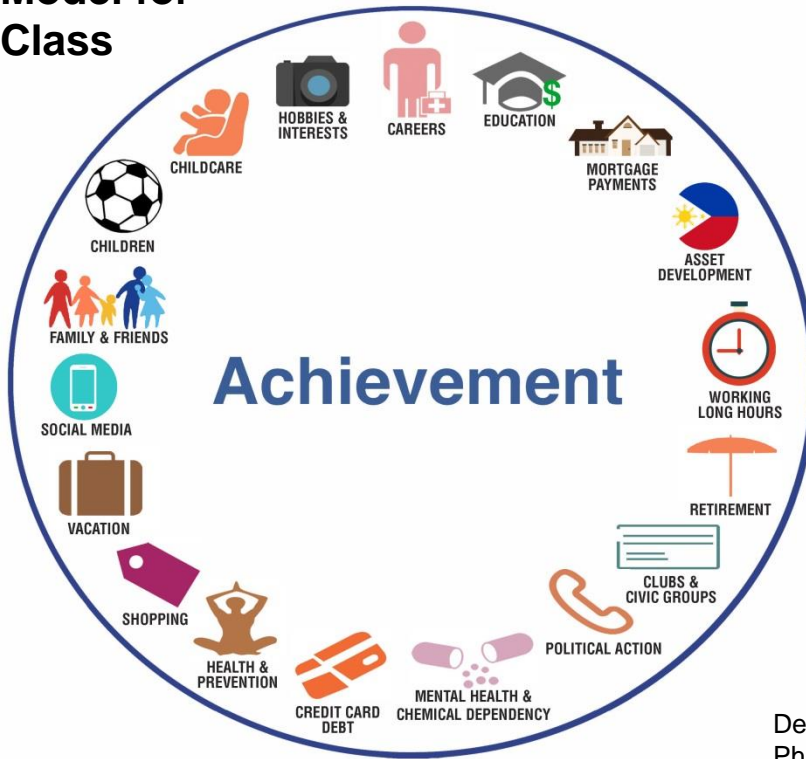 Class
HOBBIES &
INTERESTS
CAREERS
EDUCATION
$
MORTGAGE
PAYMENTS
ASSET
DEVELOPMENT
WORKING
LONG HOURS
RETIREMENT
CLUBS &
CIVIC GROUPS
POLITICAL ACTION
MENTAL HEALTH &
CHEMICAL DEPENDENCY
CREDIT CARD
DEBT
HEALTH &
PREVENTION
SHOPPING
VACATION
SOCIAL MEDIA
FAMILY & FRIENDS
CHILDREN
CHILDCARE
Achievement
De
Ph